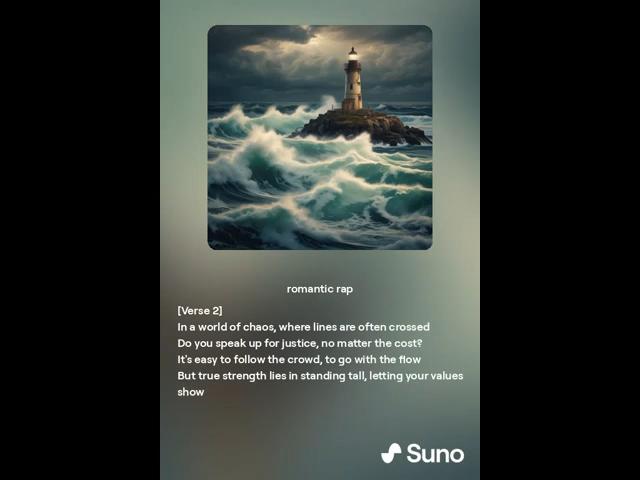 romantic rap
[Verse 2]
In a world of chaos, where lines are often crossed
Do you speak up for justice, no matter the cost?
It's easy to follow the crowd, to go with the flow
But true strength lies in standing tall, letting your values
show
Suno